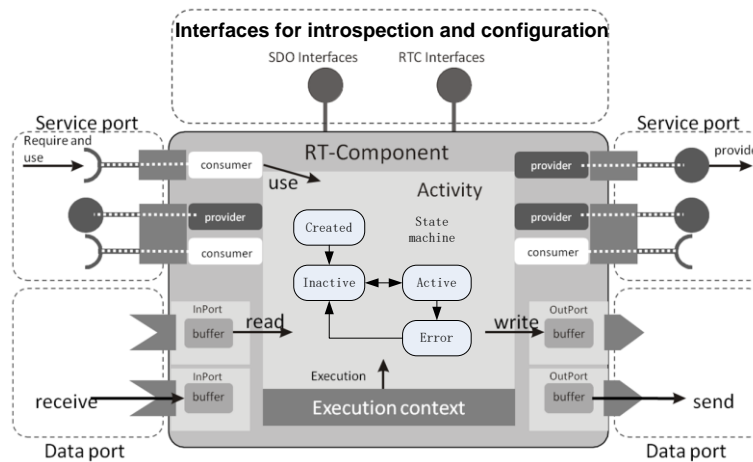 Interfaces for introspection and configuration
SDO Interfaces
RTC Interfaces
Service port
Service port
Require and
use
consumer
use
RT-Component
provider
provide
Activity
provider
consumer
State
machine
Created
provider
consumer
Inactive
Active
Error
InPort
buffer
read
write
OutPort
buffer
Execution
InPort
buffer
receive
Execution context
OutPort
buffer
send
Data port
Data port